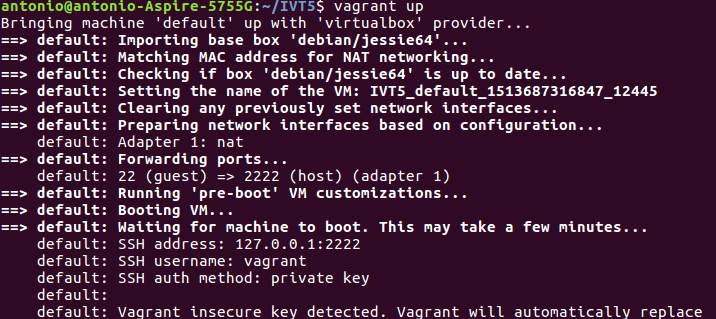 antonio@antonio-Aspire-5755G:~/IVT5$ vagrant up
Bringing machine 'default' up with 'virtualbox' provider...
==> default: Importing base box 'debian/jessie64'...
==> default: Matching MAC address for NAT networking...
==> default: Checking if box 'debian/jessie64' is up to date...
==> default: Setting the name of the VM: IVT5_default_1513687316847_12445
==> default: Clearing any previously set network interfaces...
==> default: Preparing network interfaces based on configuration...
    default: Adapter 1: nat
==> default: Forwarding ports...
    default: 22 (guest) => 2222 (host) (adapter 1)
==> default: Running 'pre-boot' VM customizations...
==> default: Booting VM...
==> default: Waiting for machine to boot. This may take a few minutes...
    default: SSH address: 127.0.0.1:2222
    default: SSH username: vagrant
    default: SSH auth method: private key
    default:
    default: Vagrant insecure key detected. Vagrant will automatically replace